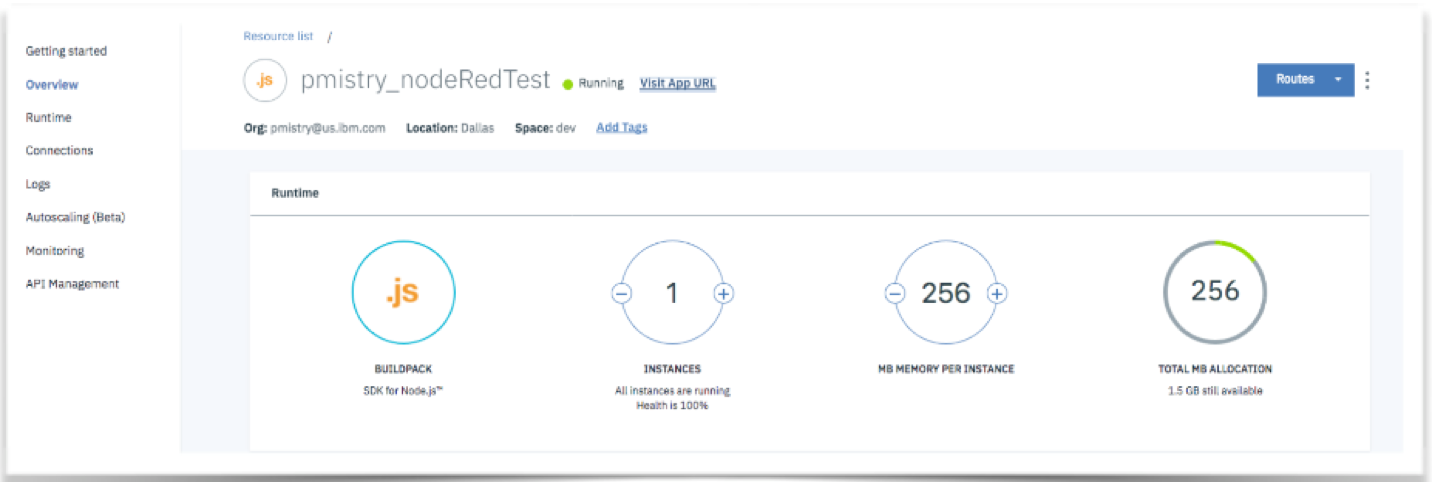 Resource list /
Getting started
Overview
Runtime
Connections
Logs
Autoscaling (Beta)
Monitoring
API Management
.js pmistry_nodeRedTest Running Visit App URL
Routes
Org: pmistry@us.ibm.com Location: Dallas Space: dev Add Tags
Runtime
.js
1
256
256
BUILDPACK
SDK for Node.js™
INSTANCES
All instances are running
Health is 100%
MB MEMORY PER INSTANCE
TOTAL MB ALLOCATION
1.5 GB still available